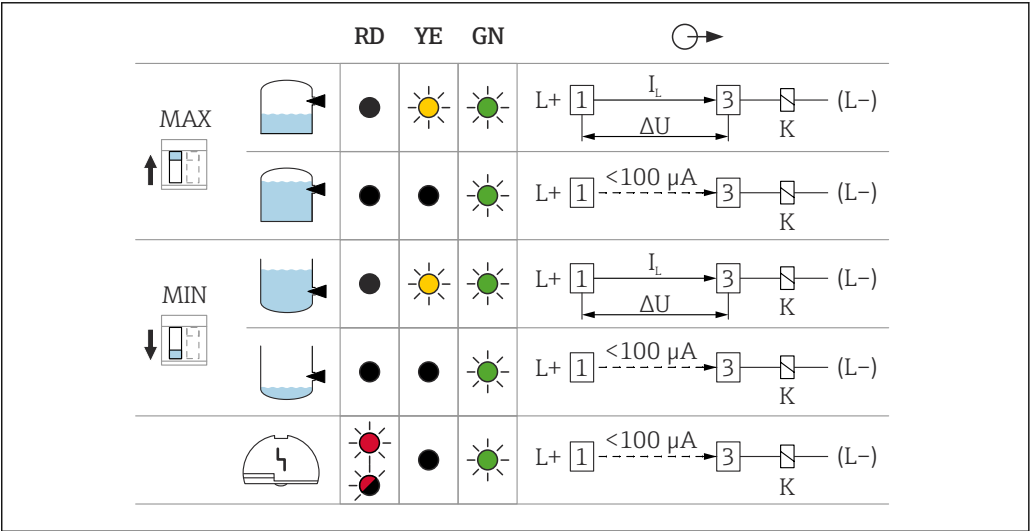 RD YE GN
MAX
L+ 1 I_L 3 (L–)
ΔU K
L+ 1 <100 µA 3 (L–)
K
MIN
L+ 1 I_L 3 (L–)
ΔU K
L+ 1 <100 µA 3 (L–)
K
L+ 1 <100 µA 3 (L–)
K